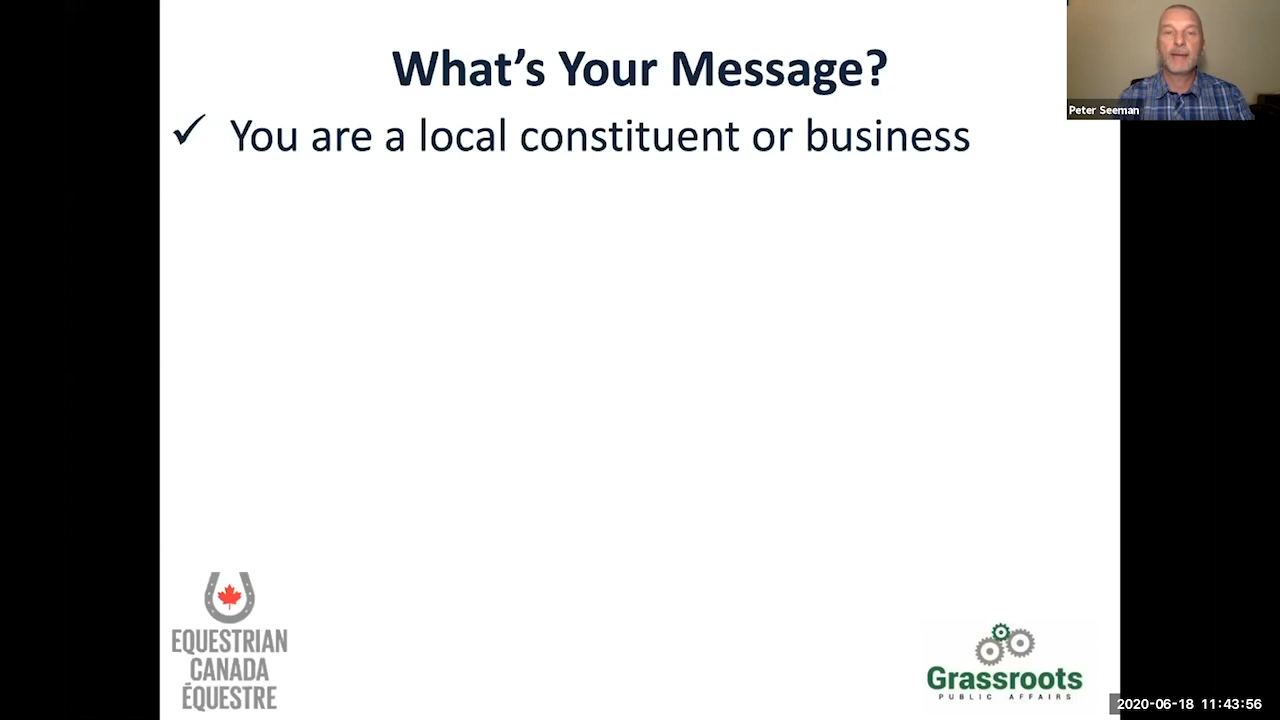 What's Your Message?
✓ You are a local constituent or business
Peter Seeman
EQUESTRIAN
CANADA
ÉQUESTRE
Grassroots
PUBLIC AFFAIRS
2020-06-18 11:43:56